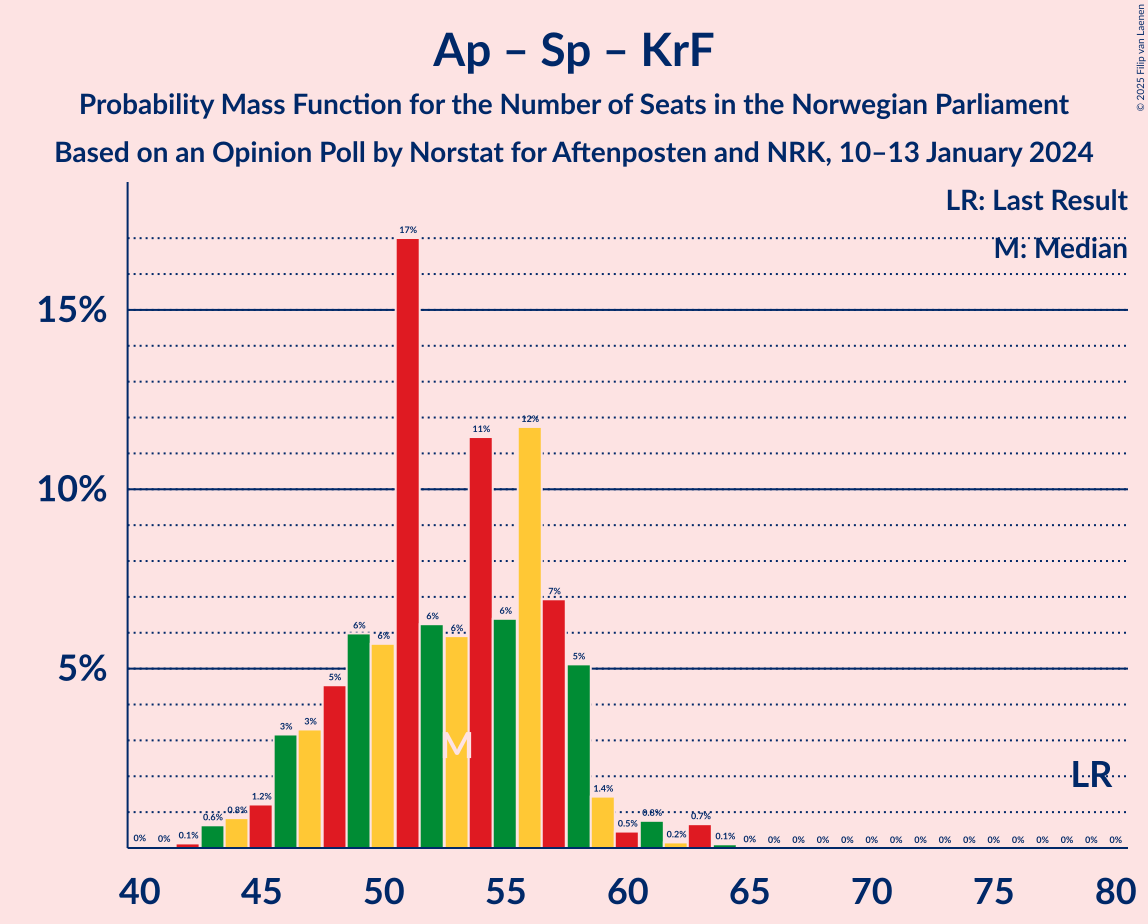 Ap – Sp – KrF
Probability Mass Function for the Number of Seats in the Norwegian Parliament
Based on an Opinion Poll by Norstat for Aftenposten and NRK, 10–13 January 2024
© 2025 Filip van Laenen
LR: Last Result
M: Median
17%
15%
12%
11%
10%
7%
6% 6% 6% 6% 6%
5%
5% 5%
3% 3%
M
LR
0% 0% 0.1% 0.6% 0.8% 1.2% 1.4% 0.5% 0.8% 0.2% 0.7% 0.1% 0% 0% 0% 0% 0% 0% 0% 0% 0% 0% 0% 0% 0% 0% 0% 0%
40 45 50 55 60 65 70 75 80